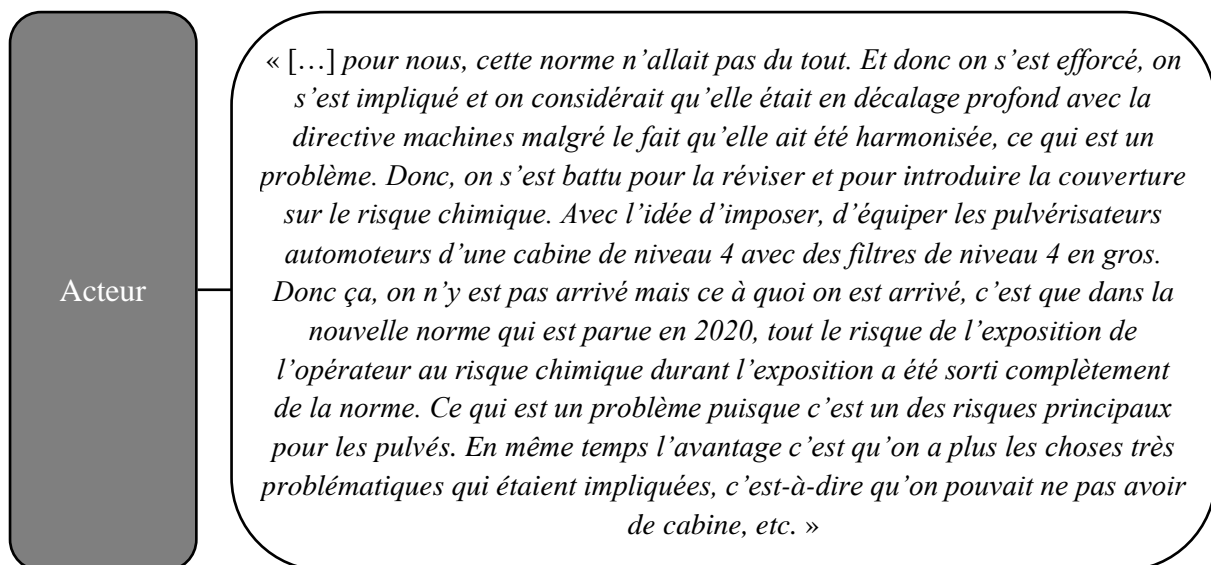 Acteur
« […] pour nous, cette norme n’allait pas du tout. Et donc on s’est efforcé, on
s’est impliqué et on considérait qu’elle était en décalage profond avec la
directive machines malgré le fait qu’elle ait été harmonisée, ce qui est un
problème. Donc, on s’est battu pour la réviser et pour introduire la couverture
sur le risque chimique. Avec l’idée d’imposer, d’équiper les pulvérisateurs
automoteurs d’une cabine de niveau 4 avec des filtres de niveau 4 en gros.
Donc ça, on n’y est pas arrivé mais ce à quoi on est arrivé, c’est que dans la
nouvelle norme qui est parue en 2020, tout le risque de l’exposition de
l’opérateur au risque chimique durant l’exposition a été sorti complètement
de la norme. Ce qui est un problème puisque c’est un des risques principaux
pour les pulvés. En même temps l’avantage c’est qu’on a plus les choses très
problématiques qui étaient impliquées, c’est-à-dire qu’on pouvait ne pas avoir
de cabine, etc. »